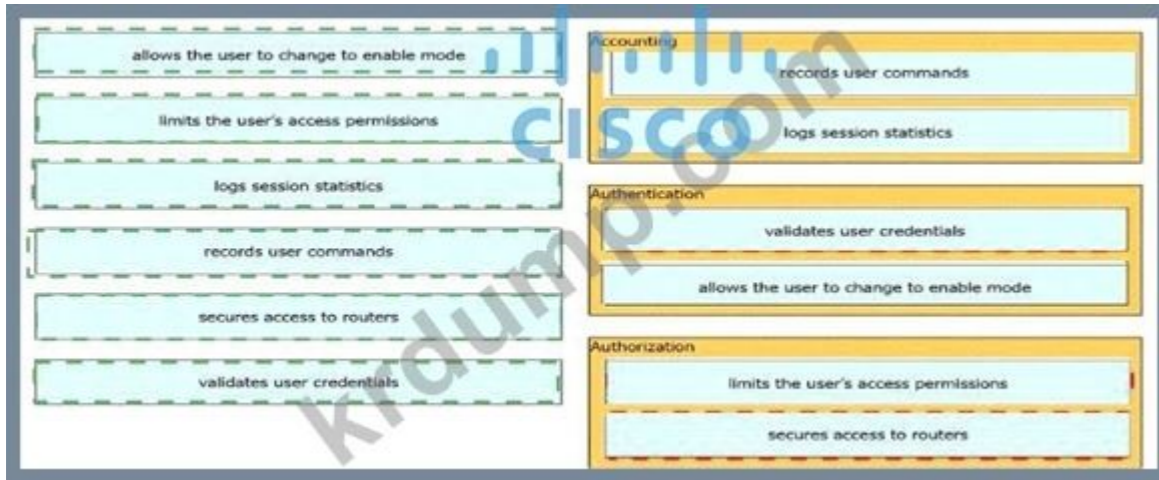 allows the user to change to enable mode
limits the user's access permissions
logs session statistics
records user commands
secures access to routers
validates user credentials
CISCO
krdump.com
Accounting
records user commands
logs session statistics
Authentication
validates user credentials
allows the user to change to enable mode
Authorization
limits the user's access permissions
secures access to routers